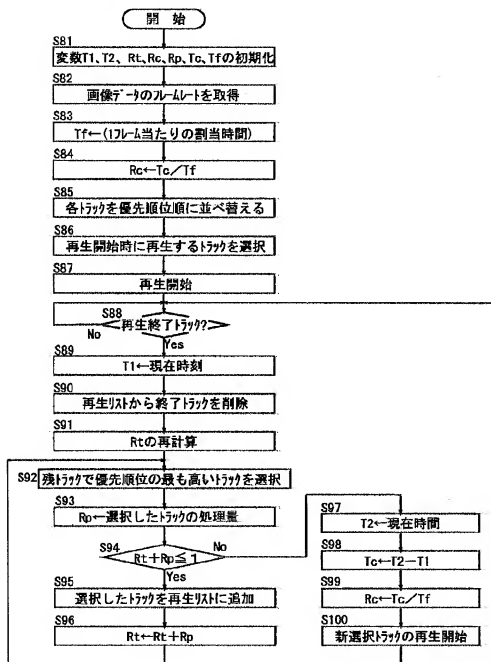 開 始
S81
変数T1、T2、Rt、Rc、Rp、Tc、Tfの初期化
S82
画像データのフレームレートを取得
S83
Tf←(1フレーム当たりの割当時間)
S84
Rc←Tc/Tf
S85
各トラックを優先順位順に並べ替える
S86
再生開始時に再生するトラックを選択
S87
再生開始
S88
再生終了トラック?
No
Yes
S89
T1←現在時刻
S90
再生リストから終了トラックを削除
S91
Rtの再計算
S92
残トラックで優先順位の最も高いトラックを選択
S93
Rp←選択したトラックの処理量
S94
Rt+Rp≦1
No
Yes
S95
選択したトラックを再生リストに追加
S96
Rt←Rt+Rp
S97
T2←現在時間
S98
Tc←T2-T1
S99
Rc←Tc/Tf
S100
新選択トラックの再生開始